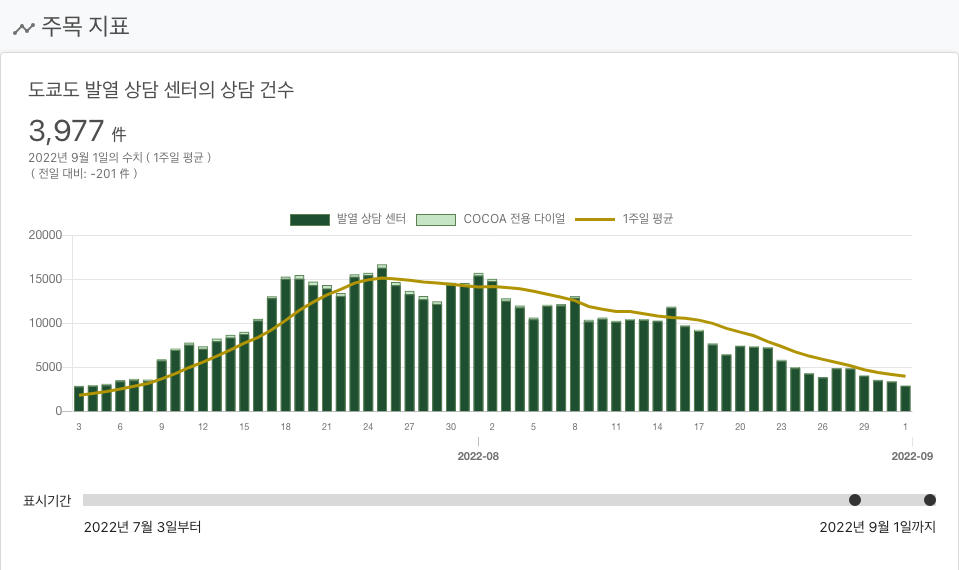 주목 지표
도쿄도 발열 상담 센터의 상담 건수
3,977 件
2022년 9월 1일의 수치 ( 1주일 평균 )
( 전일 대비: -201 件 )
발열 상담 센터 COCOA 전용 다이얼 1주일 평균
20000
15000
10000
5000
0
3 6 9 12 15 18 21 24 27 30 2 5 8 11 14 17 20 23 26 29 1
2022-08 2022-09
표시기간
2022년 7월 3일부터 2022년 9월 1일까지